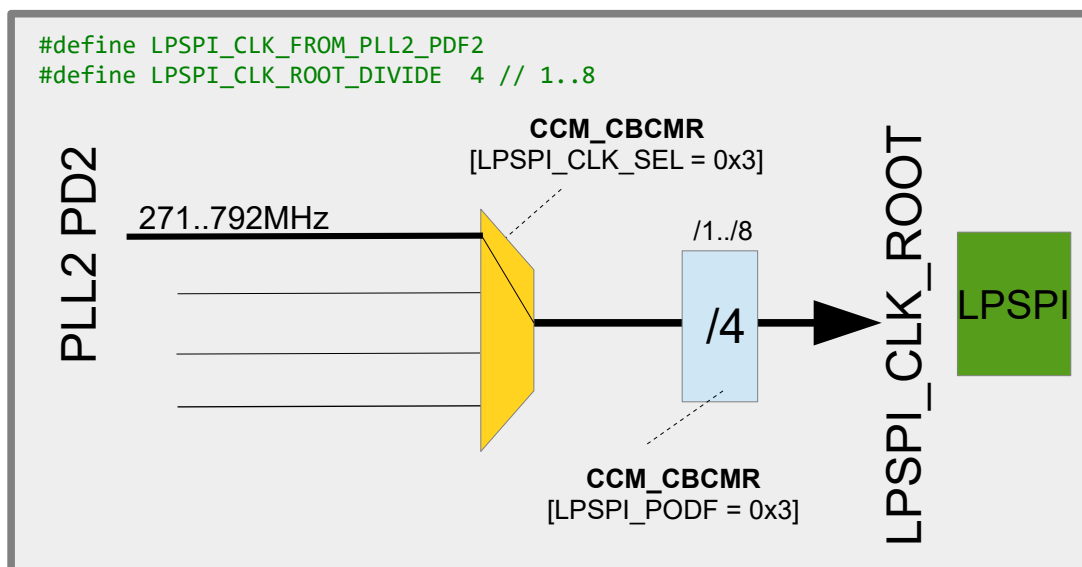 #define LPSPI_CLK_FROM_PLL2_PDF2
#define LPSPI_CLK_ROOT_DIVIDE 4 // 1..8
CCM_CBCMR
[LPSPI_CLK_SEL = 0x3]
PLL2 PD2
271..792MHz
/1../8
/4
LPSPI_CLK_ROOT
LPSPI
CCM_CBCMR
[LPSPI_PODF = 0x3]